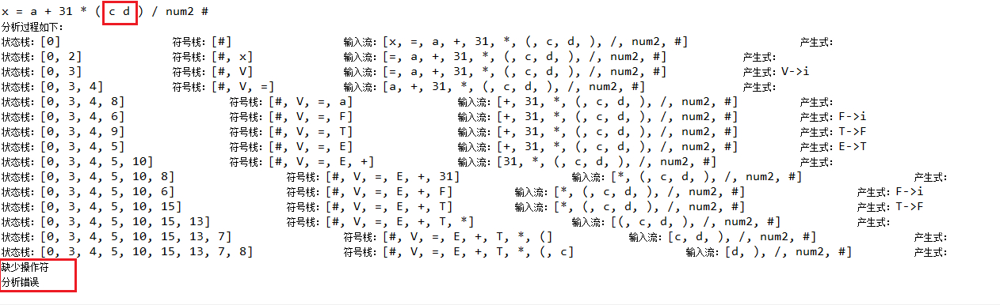 x = a + 31 * ( c d ) / num2 #
分析过程如下:
状态栈:[0] 符号栈:[#] 输入流:[x, =, a, +, 31, *, (, c, d, ), /, num2, #] 产生式:
状态栈:[0, 2] 符号栈:[#, x] 输入流:[=, a, +, 31, *, (, c, d, ), /, num2, #] 产生式:
状态栈:[0, 3] 符号栈:[#, V] 输入流:[=, a, +, 31, *, (, c, d, ), /, num2, #] 产生式:V->i
状态栈:[0, 3, 4] 符号栈:[#, V, =] 输入流:[a, +, 31, *, (, c, d, ), /, num2, #] 产生式:
状态栈:[0, 3, 4, 8] 符号栈:[#, V, =, a] 输入流:[+, 31, *, (, c, d, ), /, num2, #] 产生式:
状态栈:[0, 3, 4, 6] 符号栈:[#, V, =, F] 输入流:[+, 31, *, (, c, d, ), /, num2, #] 产生式:F->i
状态栈:[0, 3, 4, 9] 符号栈:[#, V, =, T] 输入流:[+, 31, *, (, c, d, ), /, num2, #] 产生式:T->F
状态栈:[0, 3, 4, 5] 符号栈:[#, V, =, E] 输入流:[+, 31, *, (, c, d, ), /, num2, #] 产生式:E->T
状态栈:[0, 3, 4, 5, 10] 符号栈:[#, V, =, E, +] 输入流:[31, *, (, c, d, ), /, num2, #] 产生式:
状态栈:[0, 3, 4, 5, 10, 8] 符号栈:[#, V, =, E, +, 31] 输入流:[*, (, c, d, ), /, num2, #] 产生式:
状态栈:[0, 3, 4, 5, 10, 6] 符号栈:[#, V, =, E, +, F] 输入流:[*, (, c, d, ), /, num2, #] 产生式:F->i
状态栈:[0, 3, 4, 5, 10, 15] 符号栈:[#, V, =, E, +, T] 输入流:[*, (, c, d, ), /, num2, #] 产生式:T->F
状态栈:[0, 3, 4, 5, 10, 15, 13] 符号栈:[#, V, =, E, +, T, *] 输入流:[(, c, d, ), /, num2, #] 产生式:
状态栈:[0, 3, 4, 5, 10, 15, 13, 7] 符号栈:[#, V, =, E, +, T, *, (] 输入流:[c, d, ), /, num2, #] 产生式:
状态栈:[0, 3, 4, 5, 10, 15, 13, 7, 8] 符号栈:[#, V, =, E, +, T, *, (, c] 输入流:[d, ), /, num2, #] 产生式:
缺少操作符
分析错误